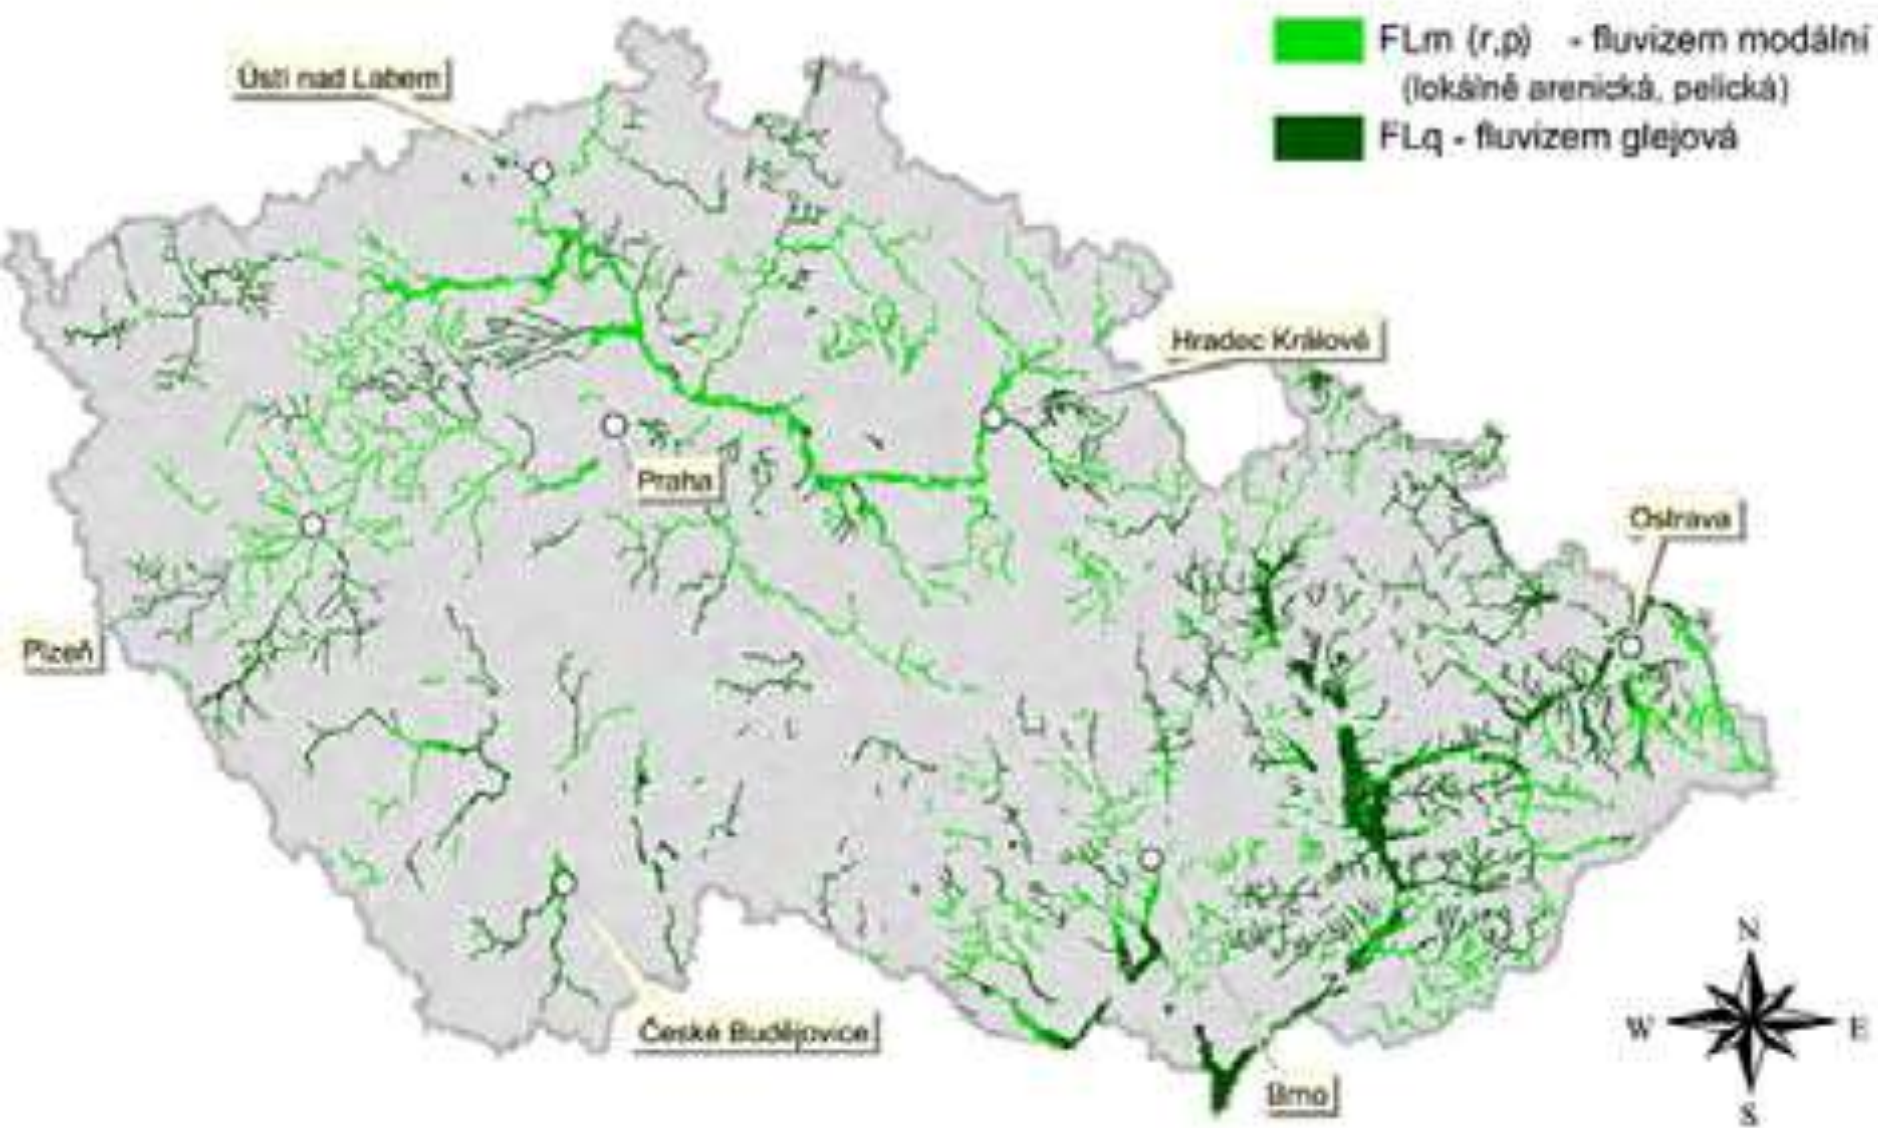 FLm (r,p) - fluvizem modální
(lokálně arenická, pelická)
FLq - fluvizem glejová
Ústí nad Labem
Hradec Králové
Praha
Ostrava
Plzeň
České Budějovice
Brno
N
W
E
S